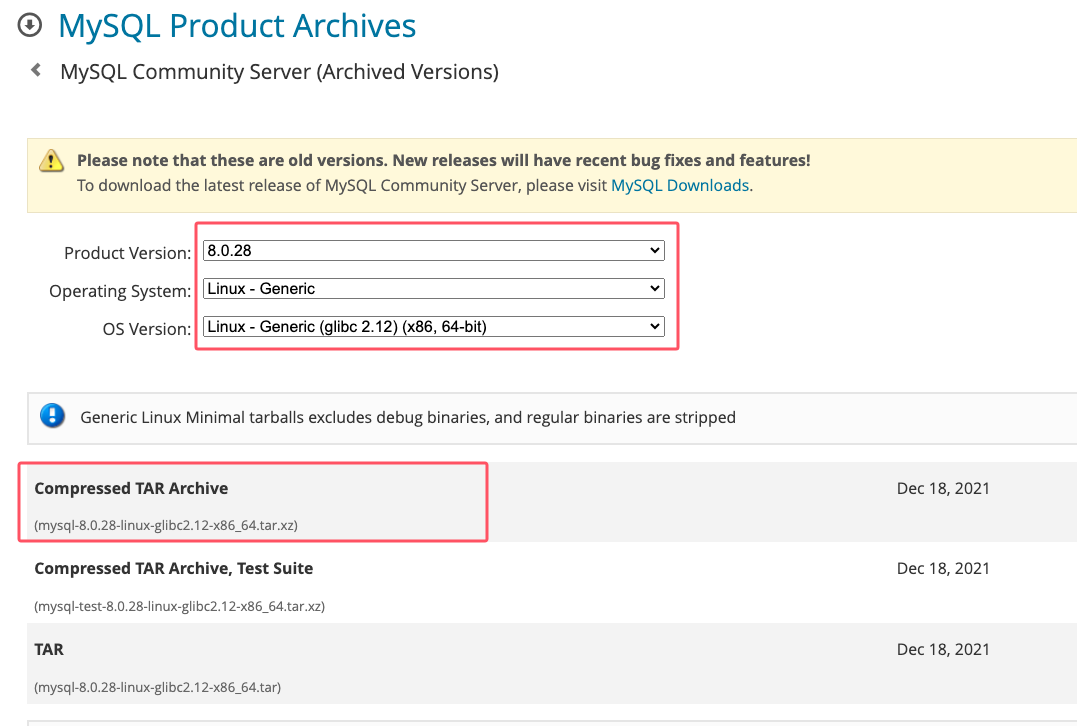 MySQL Product Archives
MySQL Community Server (Archived Versions)
Please note that these are old versions. New releases will have recent bug fixes and features!
To download the latest release of MySQL Community Server, please visit MySQL Downloads.
Product Version: 8.0.28
Operating System: Linux - Generic
OS Version: Linux - Generic (glibc 2.12) (x86, 64-bit)
Generic Linux Minimal tarballs excludes debug binaries, and regular binaries are stripped
Compressed TAR Archive Dec 18, 2021
(mysql-8.0.28-linux-glibc2.12-x86_64.tar.xz)
Compressed TAR Archive, Test Suite Dec 18, 2021
(mysql-test-8.0.28-linux-glibc2.12-x86_64.tar.xz)
TAR Dec 18, 2021
(mysql-8.0.28-linux-glibc2.12-x86_64.tar)